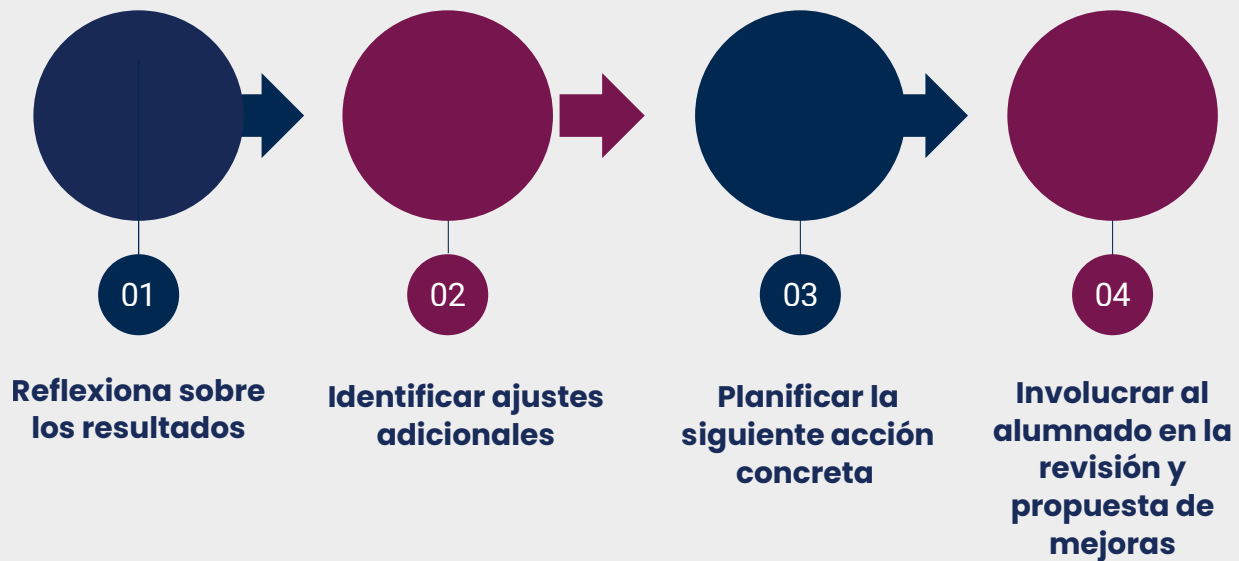 01
Reflexiona sobre
los resultados
02
Identificar ajustes
adicionales
03
Planificar la
siguiente acción
concreta
04
Involucrar al
alumnado en la
revisión y
propuesta de
mejoras